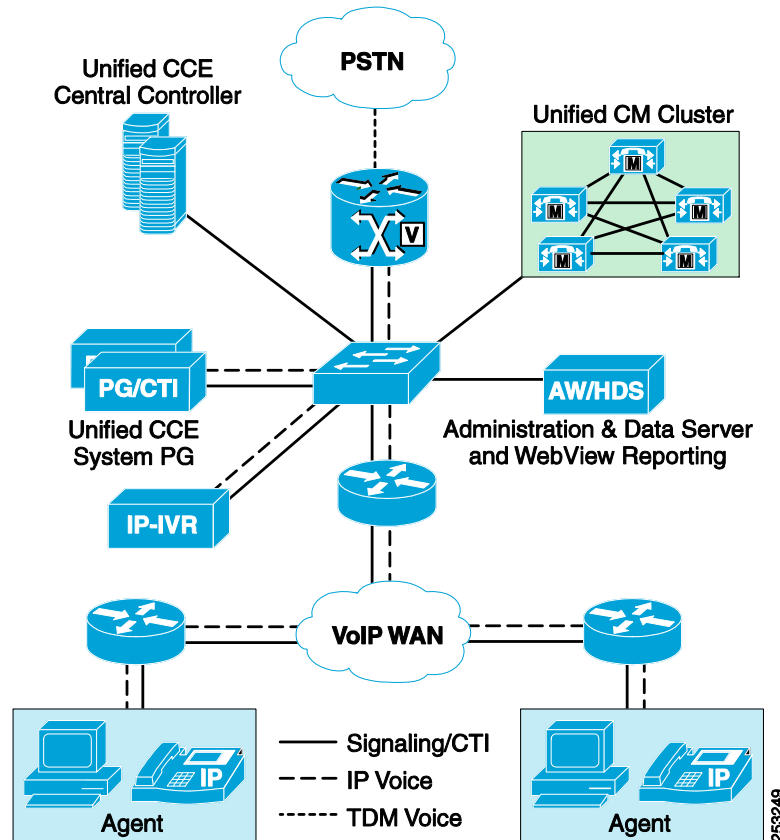 PSTN
Unified CCE
Central Controller
Unified CM Cluster
M
M
M
M
M
V
PG/CTI
Unified CCE
System PG
AW/HDS
Administration & Data Server
and WebView Reporting
IP-IVR
VoIP WAN
IP
Agent
Signaling/CTI
IP Voice
TDM Voice
IP
Agent
253249